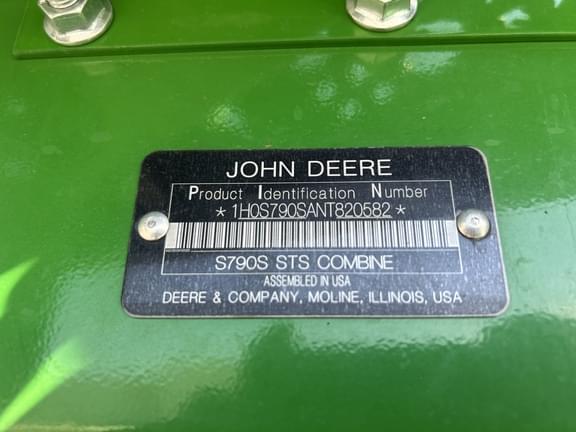 JOHN DEERE
Product Identification Number
*1H0S790SANT820582*
S790S STS COMBINE
ASSEMBLED IN USA
DEERE & COMPANY, MOLINE, ILLINOIS, USA